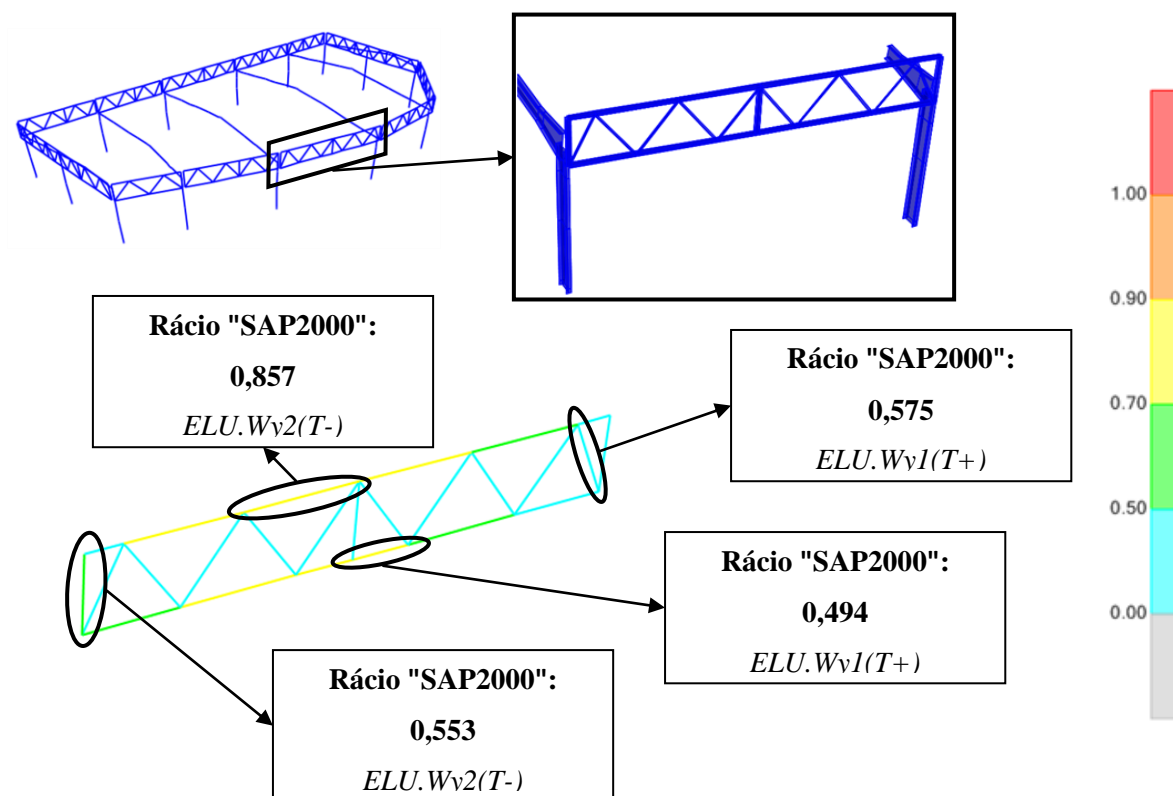 Rácio "SAP2000":
0,857
ELU.Wy2(T-)
Rácio "SAP2000":
0,575
ELU.Wy1(T+)
Rácio "SAP2000":
0,494
ELU.Wy1(T+)
Rácio "SAP2000":
0,553
ELU.Wy2(T-)
1.00
0.90
0.70
0.50
0.00